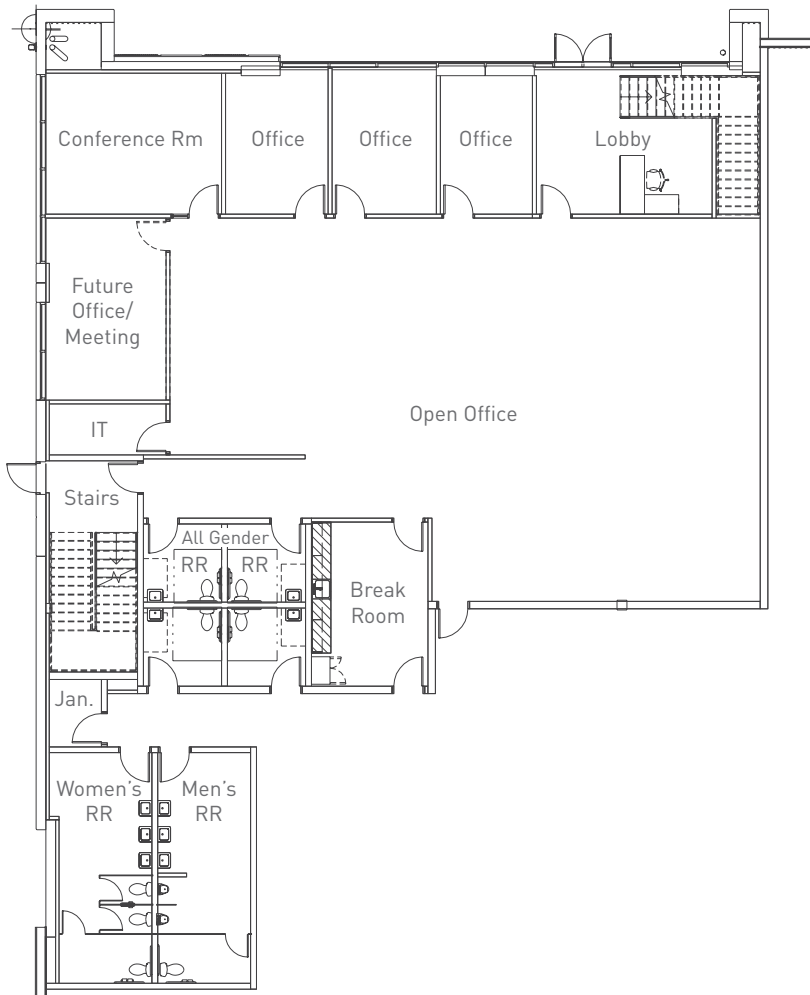 Conference Rm
Office
Office
Office
Lobby
Future
Office/
Meeting
IT
Open Office
Stairs
All Gender
RR
RR
Break
Room
Jan.
Women's
RR
Men's
RR